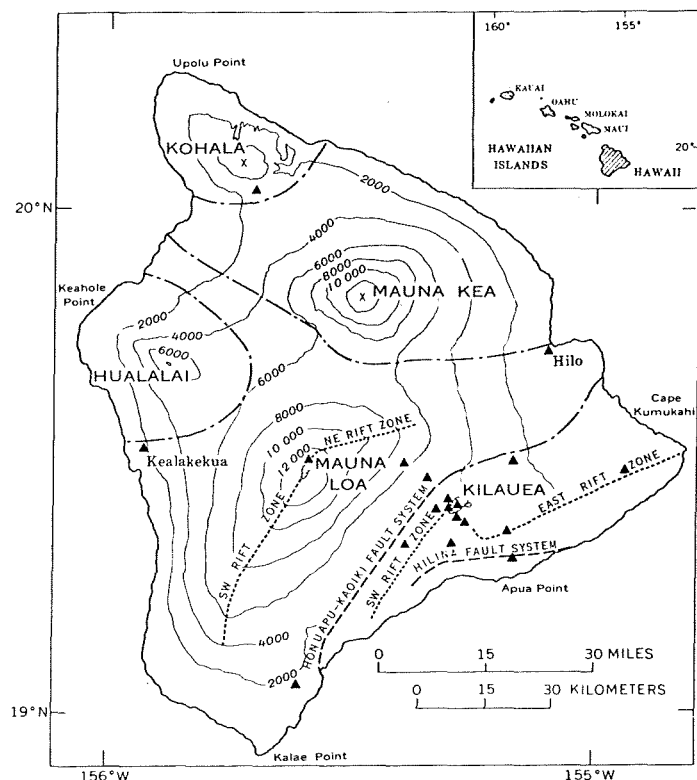 160°
155°
KAUAI
OAHU
MOLOKAI
MAUI
HAWAIIAN
ISLANDS
20°
HAWAII
Upolu Point
KOHALA
x
2000
20°N
4000
6000
8000
10 000
x
MAUNA KEA
Keahole
Point
2000
4000
6000
HUALALAI
6000
Hilo
Cape
Kumukahi
8000
NE RIFT ZONE
10 000
12 000
MAUNA
LOA
Kealakekua
KILAUEA
EAST RIFT ZONE
SW RIFT ZONE
HONUAPU-KAOIKI FAULT SYSTEM
SW RIFT ZONE
HILINA FAULT SYSTEM
Apua Point
4000
2000
0 15 30 MILES
0 15 30 KILOMETERS
19°N
Kalae Point
156°W
155°W